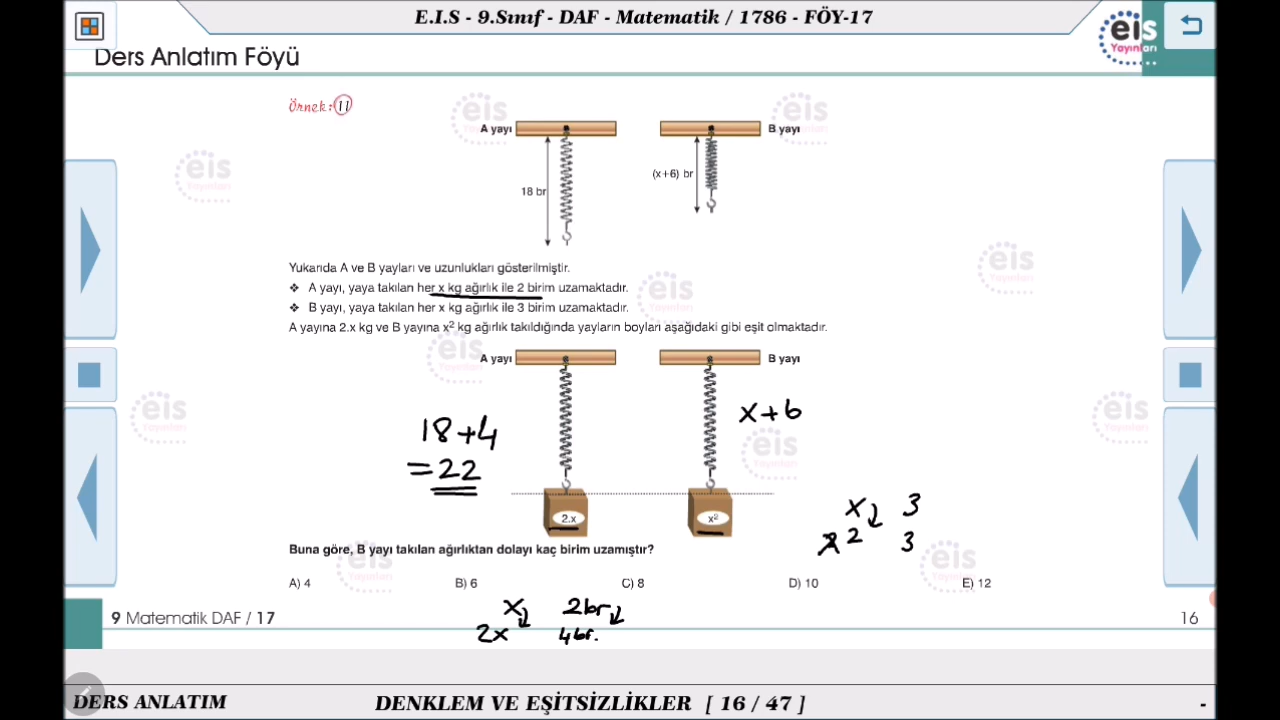 E.I.S - 9.Sınıf - DAF - Matematik / 1786 - FÖY-17
eis
Yayınları
Ders Anlatım Föyü
Örnek: 11
A yayı
B yayı
18 br
(x+6) br
Yukarıda A ve B yayları ve uzunlukları gösterilmiştir.
❖ A yayı, yaya takılan her x kg ağırlık ile 2 birim uzamaktadır.
❖ B yayı, yaya takılan her x kg ağırlık ile 3 birim uzamaktadır.
A yayına 2.x kg ve B yayına x² kg ağırlık takıldığında yayların boyları aşağıdaki gibi eşit olmaktadır.
A yayı
B yayı
18+4
=22
x+6
2.x
x²
x 3
2 3
Buna göre, B yayı takılan ağırlıktan dolayı kaç birim uzamıştır?
A) 4 B) 6 C) 8 D) 10 E) 12
x 2br
2x 4br.
9 Matematik DAF / 17
16
DERS ANLATIM
DENKLEM VE EŞİTSİZLİKLER [ 16 / 47 ]
-